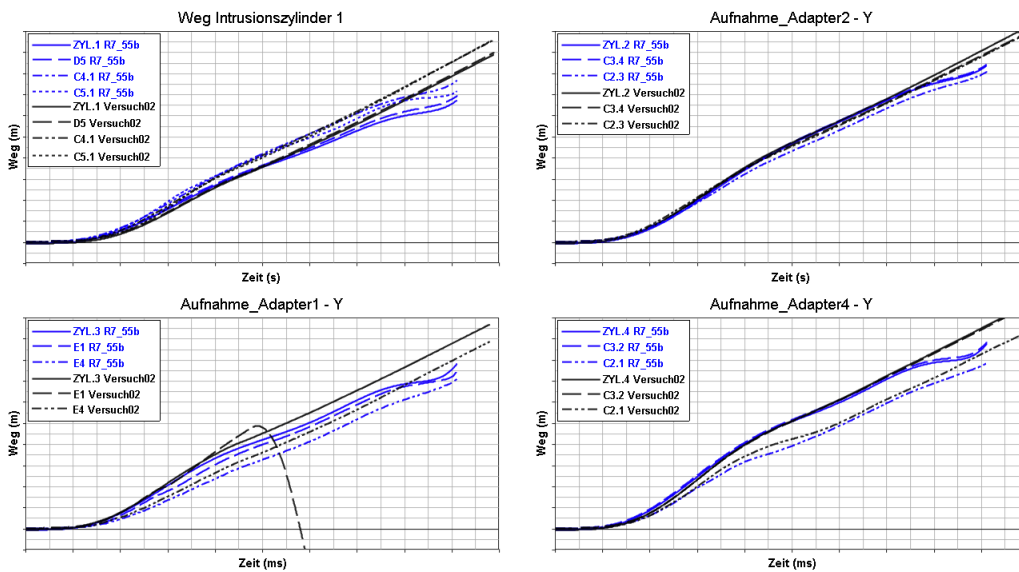 Weg Intrusionszylinder 1
ZYL.1 R7_55b
D5 R7_55b
C4.1 R7_55b
C5.1 R7_55b
ZYL.1 Versuch02
D5 Versuch02
C4.1 Versuch02
C5.1 Versuch02
Weg (m)
Zeit (s)
Aufnahme_Adapter2 - Y
ZYL.2 R7_55b
C3.4 R7_55b
C2.3 R7_55b
ZYL.2 Versuch02
C3.4 Versuch02
C2.3 Versuch02
Weg (m)
Zeit (s)
Aufnahme_Adapter1 - Y
ZYL.3 R7_55b
E1 R7_55b
E4 R7_55b
ZYL.3 Versuch02
E1 Versuch02
E4 Versuch02
Weg (m)
Zeit (ms)
Aufnahme_Adapter4 - Y
ZYL.4 R7_55b
C3.2 R7_55b
C2.1 R7_55b
ZYL.4 Versuch02
C3.2 Versuch02
C2.1 Versuch02
Weg (m)
Zeit (ms)